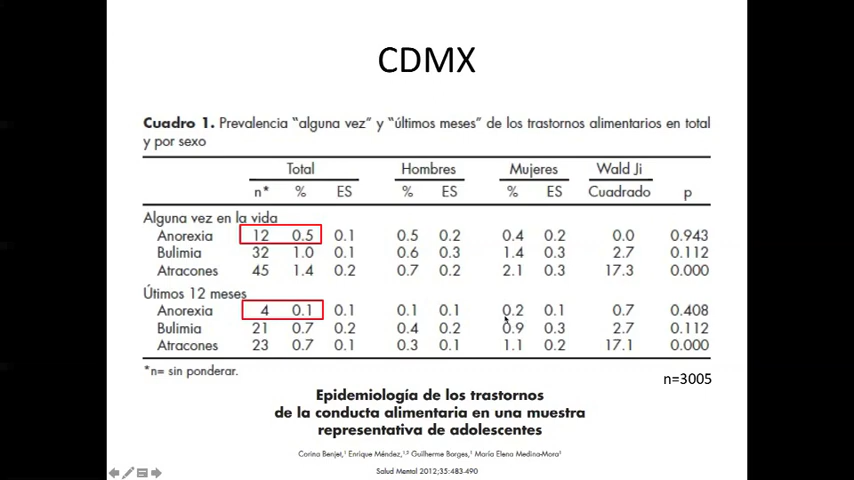 CDMX
Cuadro 1. Prevalencia "alguna vez" y "últimos meses" de los trastornos alimentarios en total
y por sexo
Total Hombres Mujeres Wald Ji
n* % ES % ES % ES Cuadrado p
Alguna vez en la vida
Anorexia 12 0.5 0.1 0.5 0.2 0.4 0.2 0.0 0.943
Bulimia 32 1.0 0.1 0.6 0.3 1.4 0.3 2.7 0.112
Atracones 45 1.4 0.2 0.7 0.2 2.1 0.3 17.3 0.000
Útimos 12 meses
Anorexia 4 0.1 0.1 0.1 0.1 0.2 0.1 0.7 0.408
Bulimia 21 0.7 0.2 0.4 0.2 0.9 0.3 2.7 0.112
Atracones 23 0.7 0.1 0.3 0.1 1.1 0.2 17.1 0.000
*n= sin ponderar.
n=3005
Epidemiología de los trastornos
de la conducta alimentaria en una muestra
representativa de adolescentes
Corina Benjet,¹ Enrique Méndez,¹,² Guilherme Borges,¹ María Elena Medina-Mora¹
Salud Mental 2012;35:483-490